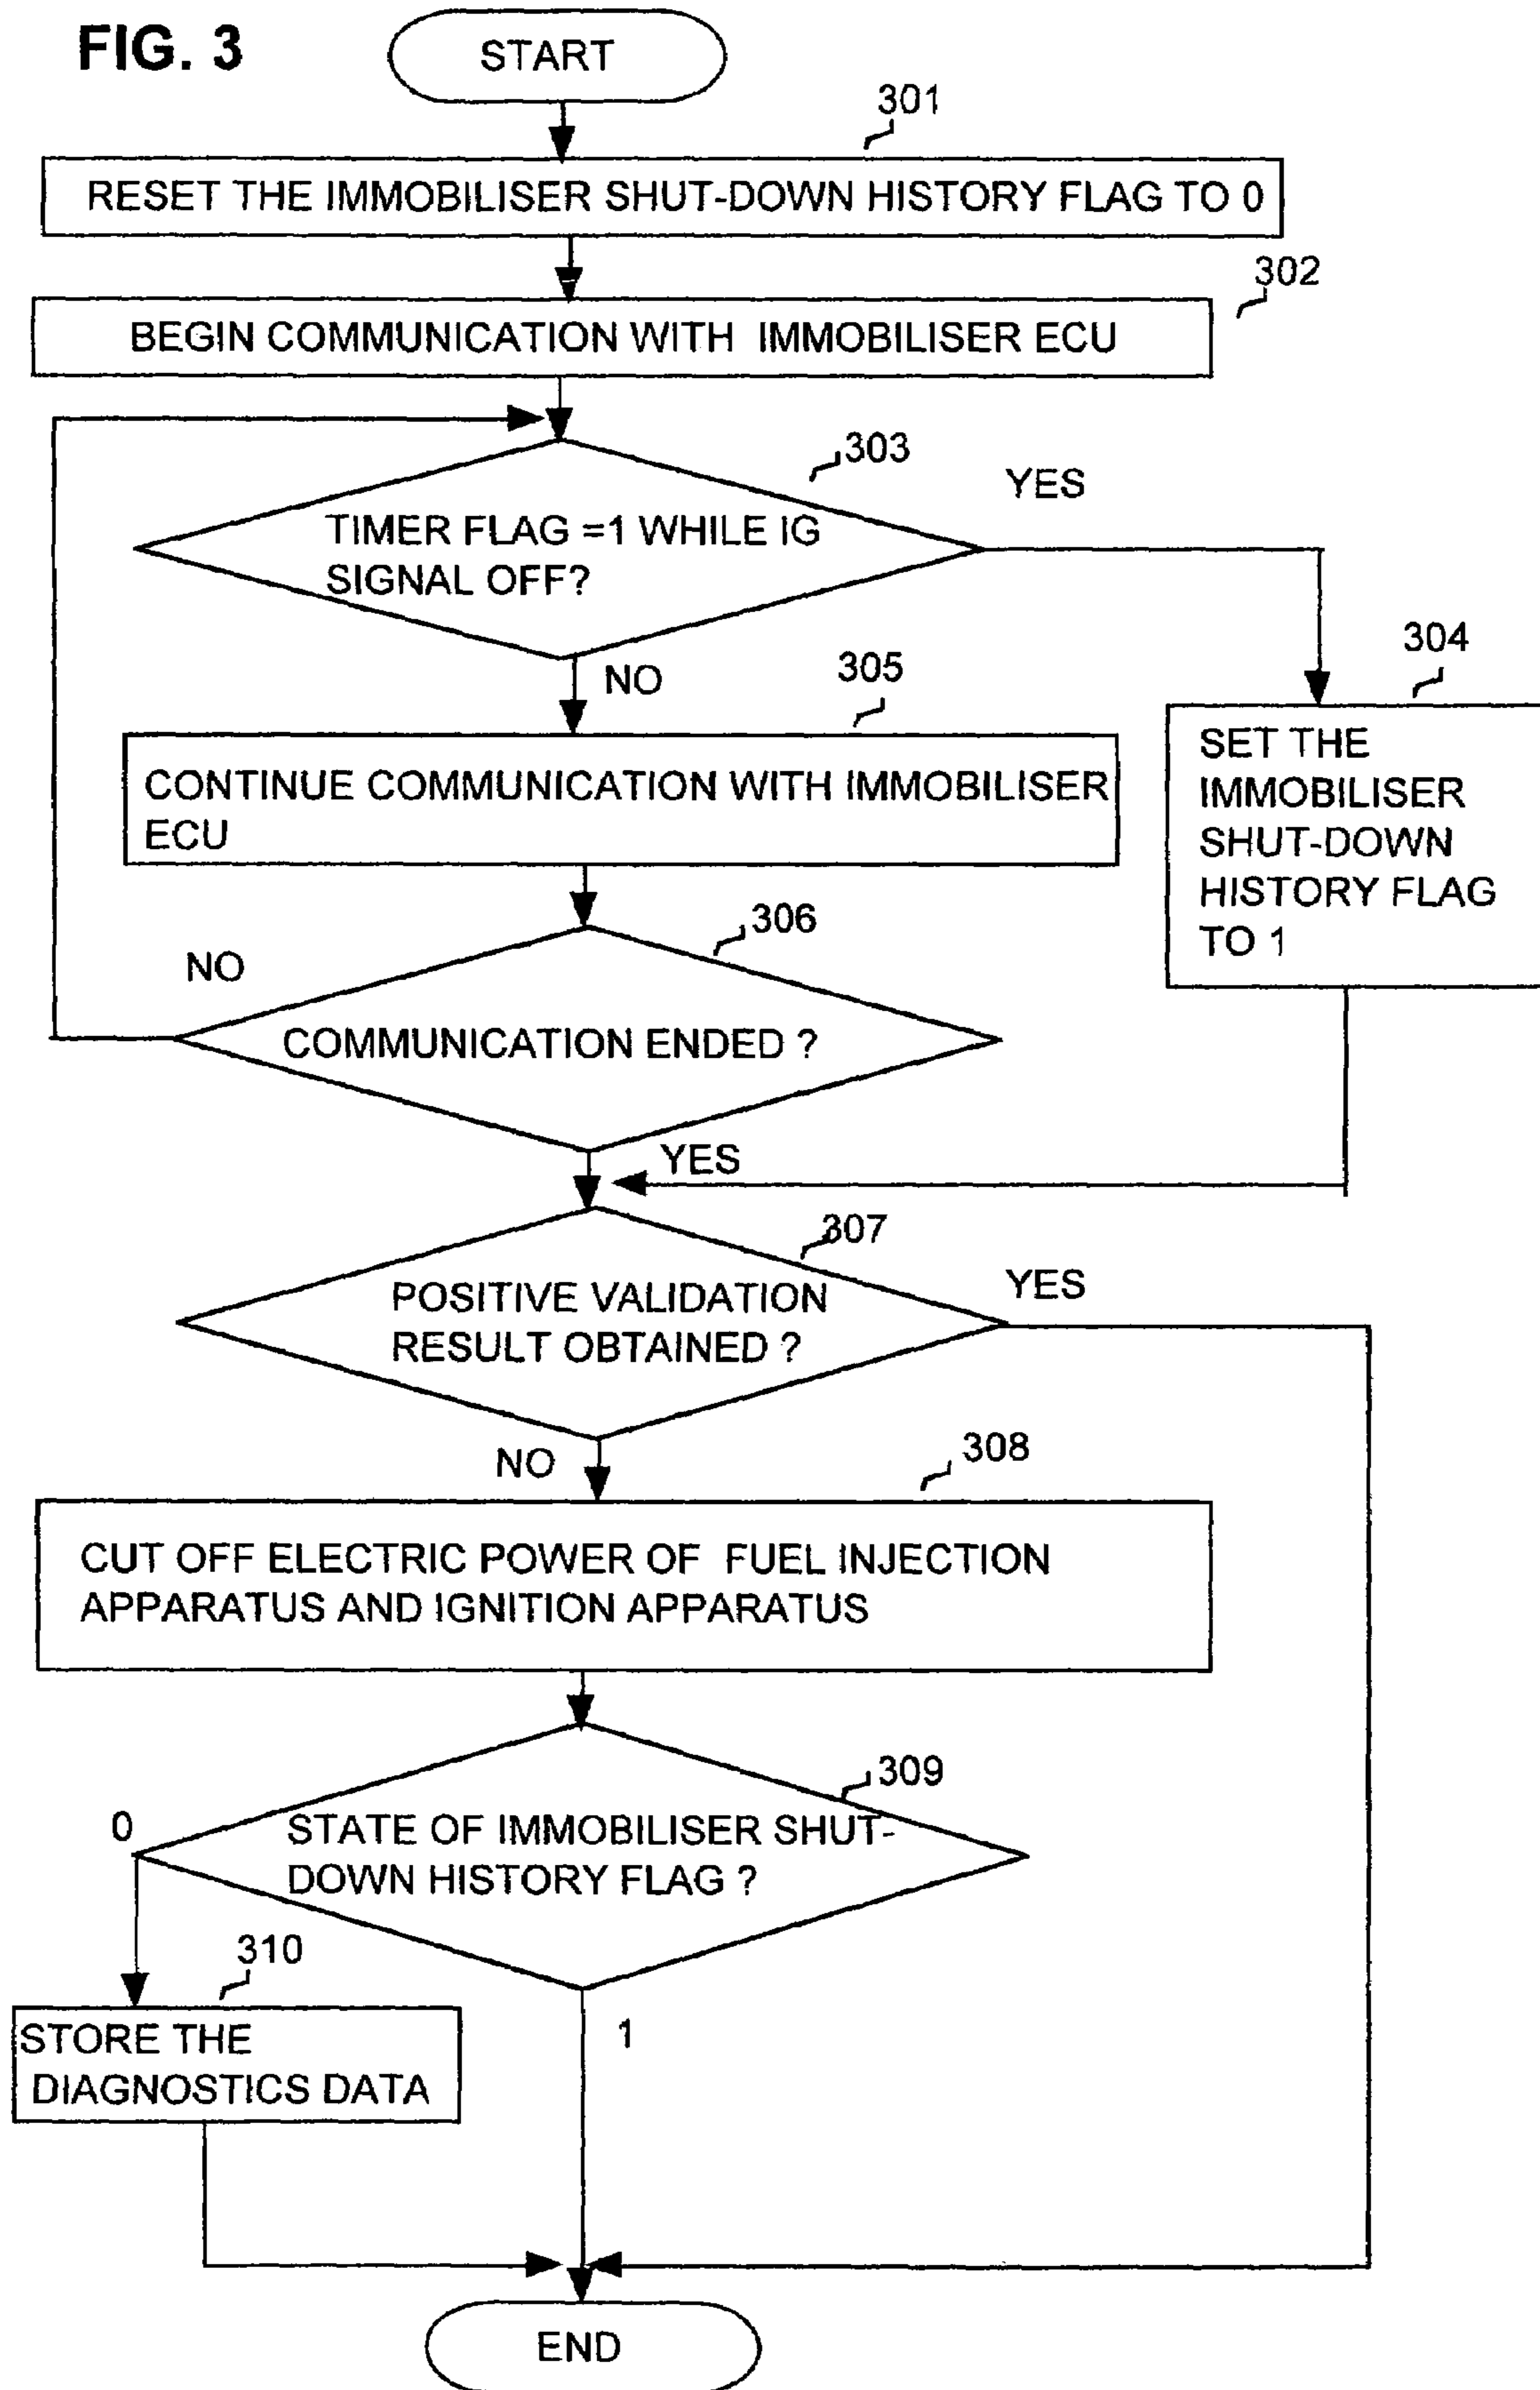 FIG. 3
START
301
RESET THE IMMOBILISER SHUT-DOWN HISTORY FLAG TO 0
302
BEGIN COMMUNICATION WITH IMMOBILISER ECU
303
YES
TIMER FLAG =1 WHILE IG
SIGNAL OFF?
NO
304
305
SET THE
IMMOBILISER
SHUT-DOWN
HISTORY FLAG
TO 1
CONTINUE COMMUNICATION WITH IMMOBILISER
ECU
306
NO
COMMUNICATION ENDED ?
YES
307
YES
POSITIVE VALIDATION
RESULT OBTAINED ?
NO
308
CUT OFF ELECTRIC POWER OF FUEL INJECTION
APPARATUS AND IGNITION APPARATUS
309
0
STATE OF IMMOBILISER SHUT-
DOWN HISTORY FLAG ?
310
1
STORE THE
DIAGNOSTICS DATA
END